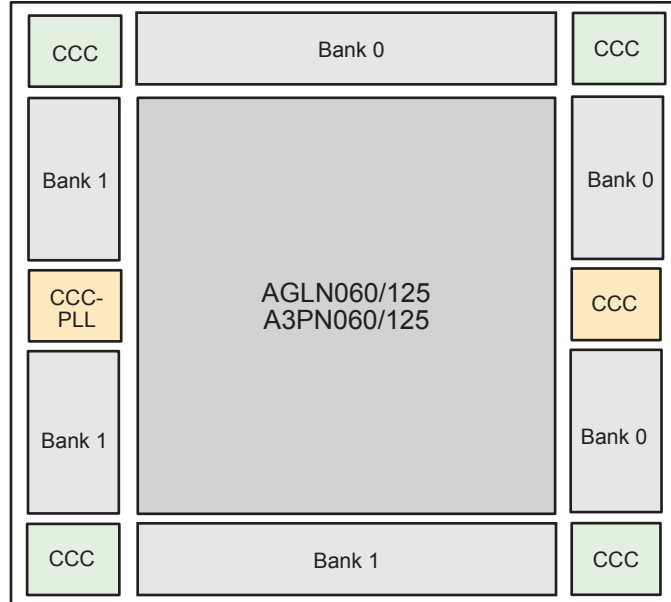 CCC
Bank 0
CCC
Bank 1
Bank 0
CCC-
PLL
AGLN060/125
A3PN060/125
CCC
Bank 1
Bank 0
CCC
Bank 1
CCC